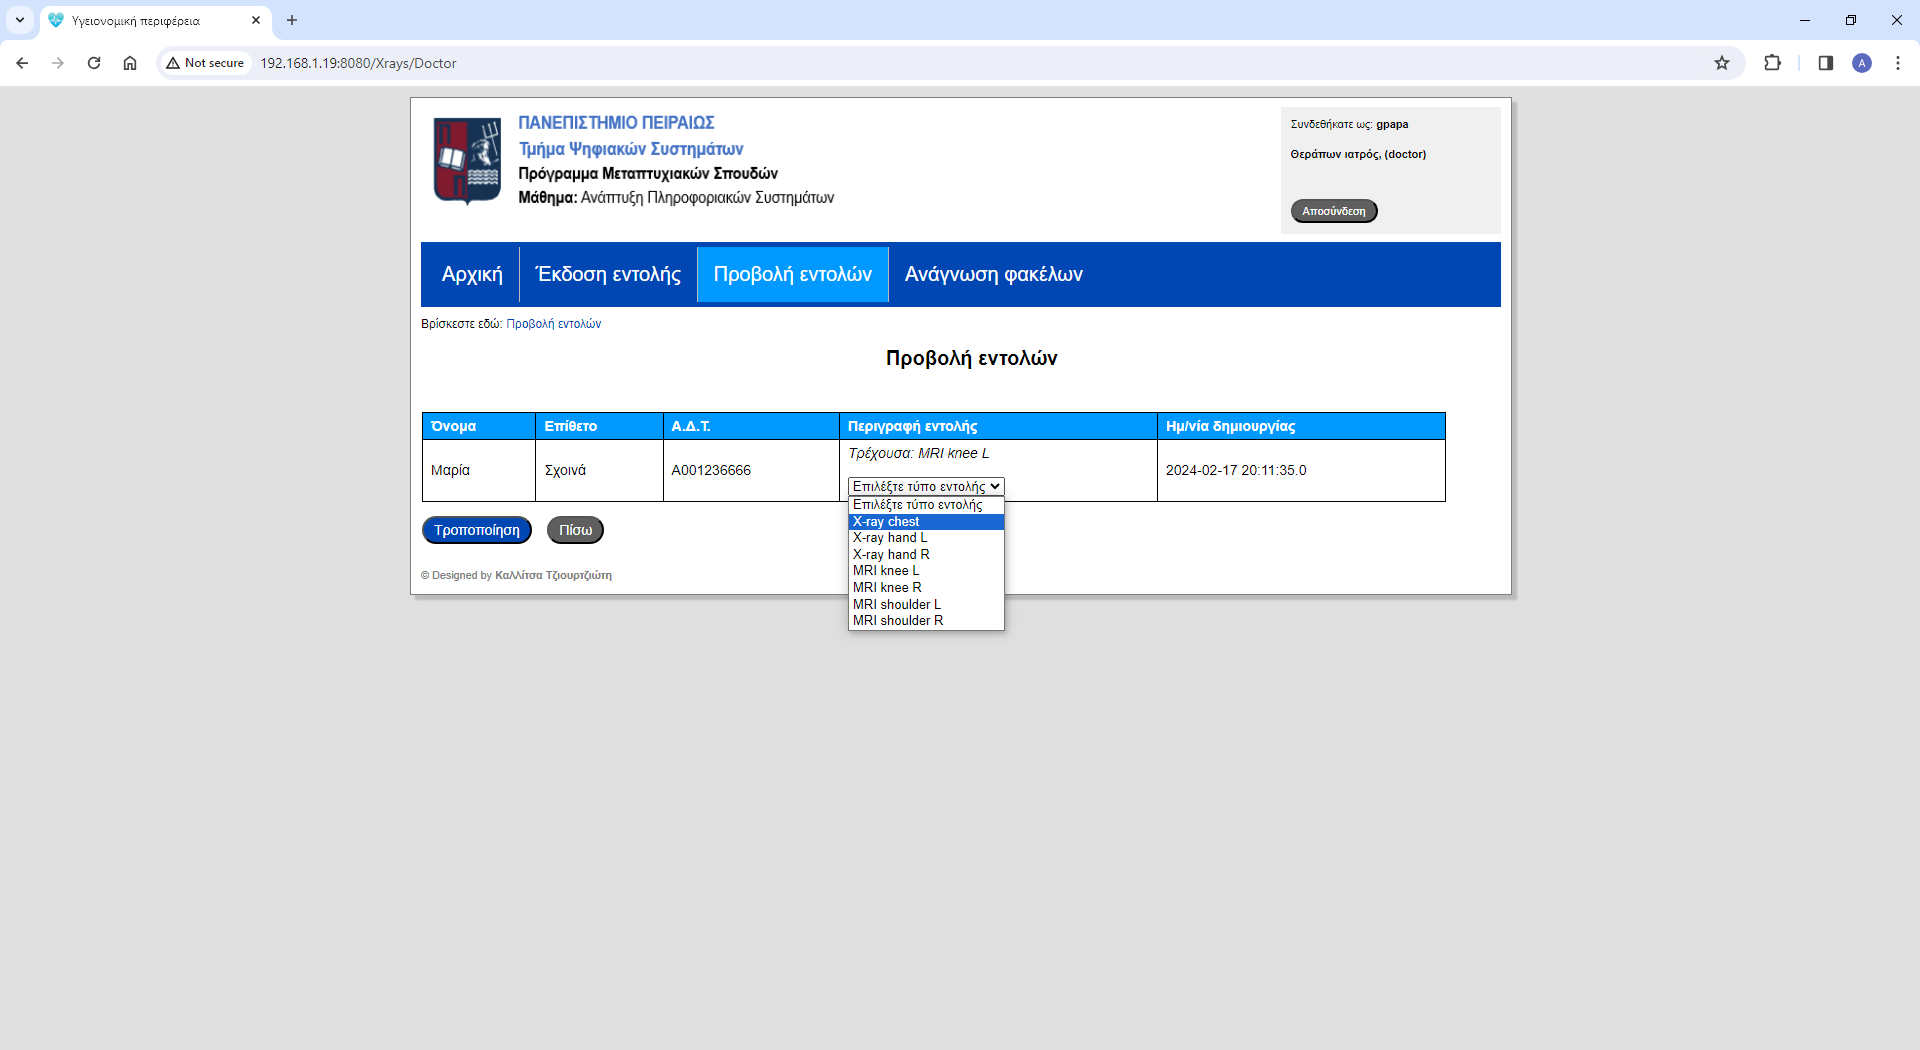 Υγειονομική περιφέρεια
Not secure 192.168.1.19:8080/Xrays/Doctor
A
ΠΑΝΕΠΙΣΤΗΜΙΟ ΠΕΙΡΑΙΩΣ
Τμήμα Ψηφιακών Συστημάτων
Πρόγραμμα Μεταπτυχιακών Σπουδών
Μάθημα: Ανάπτυξη Πληροφοριακών Συστημάτων
Συνδεθήκατε ως: gpapa
Θεράπων ιατρός, (doctor)
Αποσύνδεση
Αρχική Έκδοση εντολής Προβολή εντολών Ανάγνωση φακέλων
Βρίσκεστε εδώ: Προβολή εντολών
Προβολή εντολών
Όνομα Επίθετο Α.Δ.Τ. Περιγραφή εντολής Ημ/νία δημιουργίας
Τρέχουσα: MRI knee L
Μαρία Σχοινά A001236666 2024-02-17 20:11:35.0
Επιλέξτε τύπο εντολής
Επιλέξτε τύπο εντολής
X-ray chest
X-ray hand L
X-ray hand R
MRI knee L
MRI knee R
MRI shoulder L
MRI shoulder R
Τροποποίηση Πίσω
© Designed by Καλλίτσα Τζιουρτζιώτη